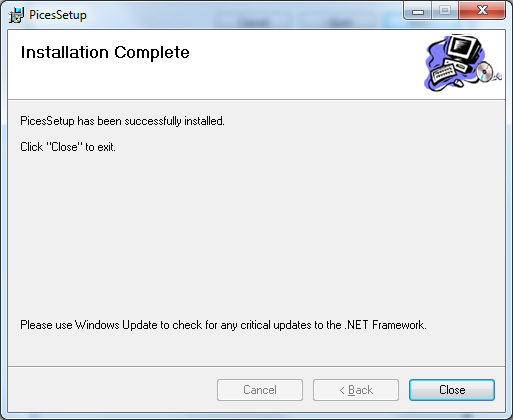 PicesSetup
Installation Complete
PicesSetup has been successfully installed.
Click "Close" to exit.
Please use Windows Update to check for any critical updates to the .NET Framework.
Cancel
< Back
Close